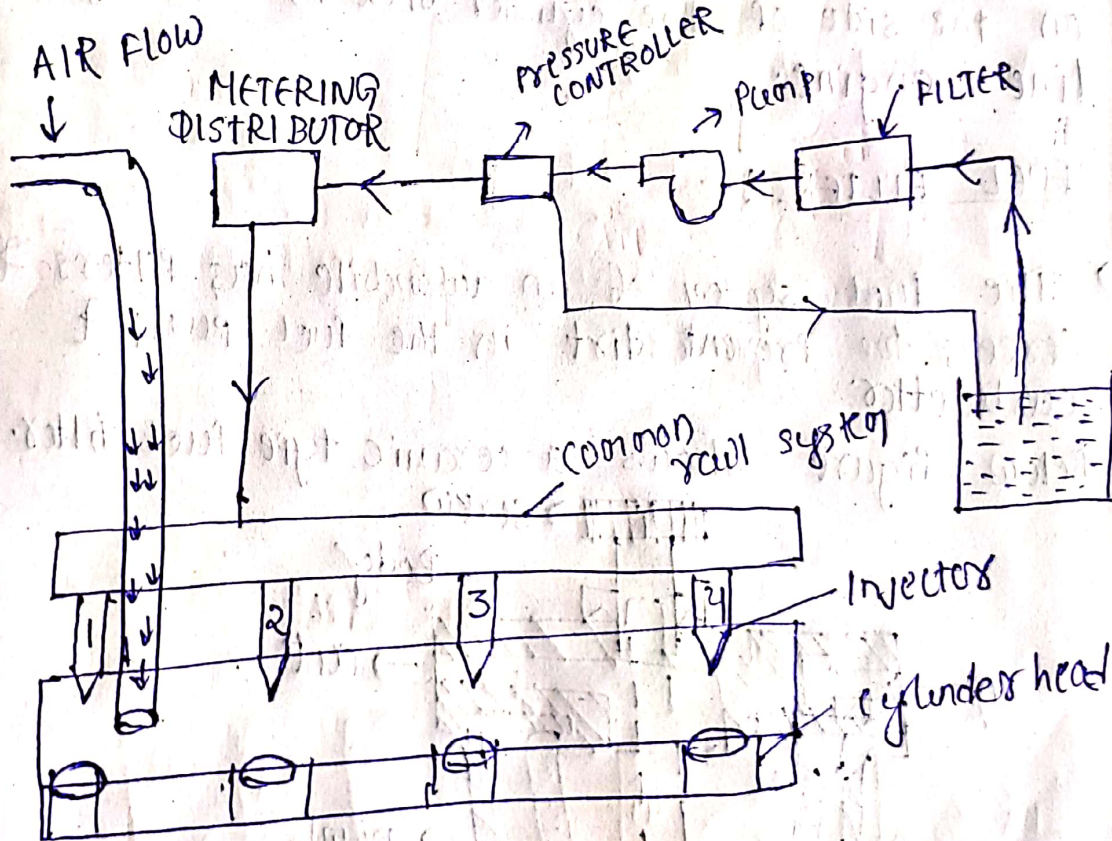 AIR FLOW
METERING
DISTRIBUTOR
PRESSURE
CONTROLLER
Pump
FILTER
common
rail system
1
2
3
4
Injector
cylinder head